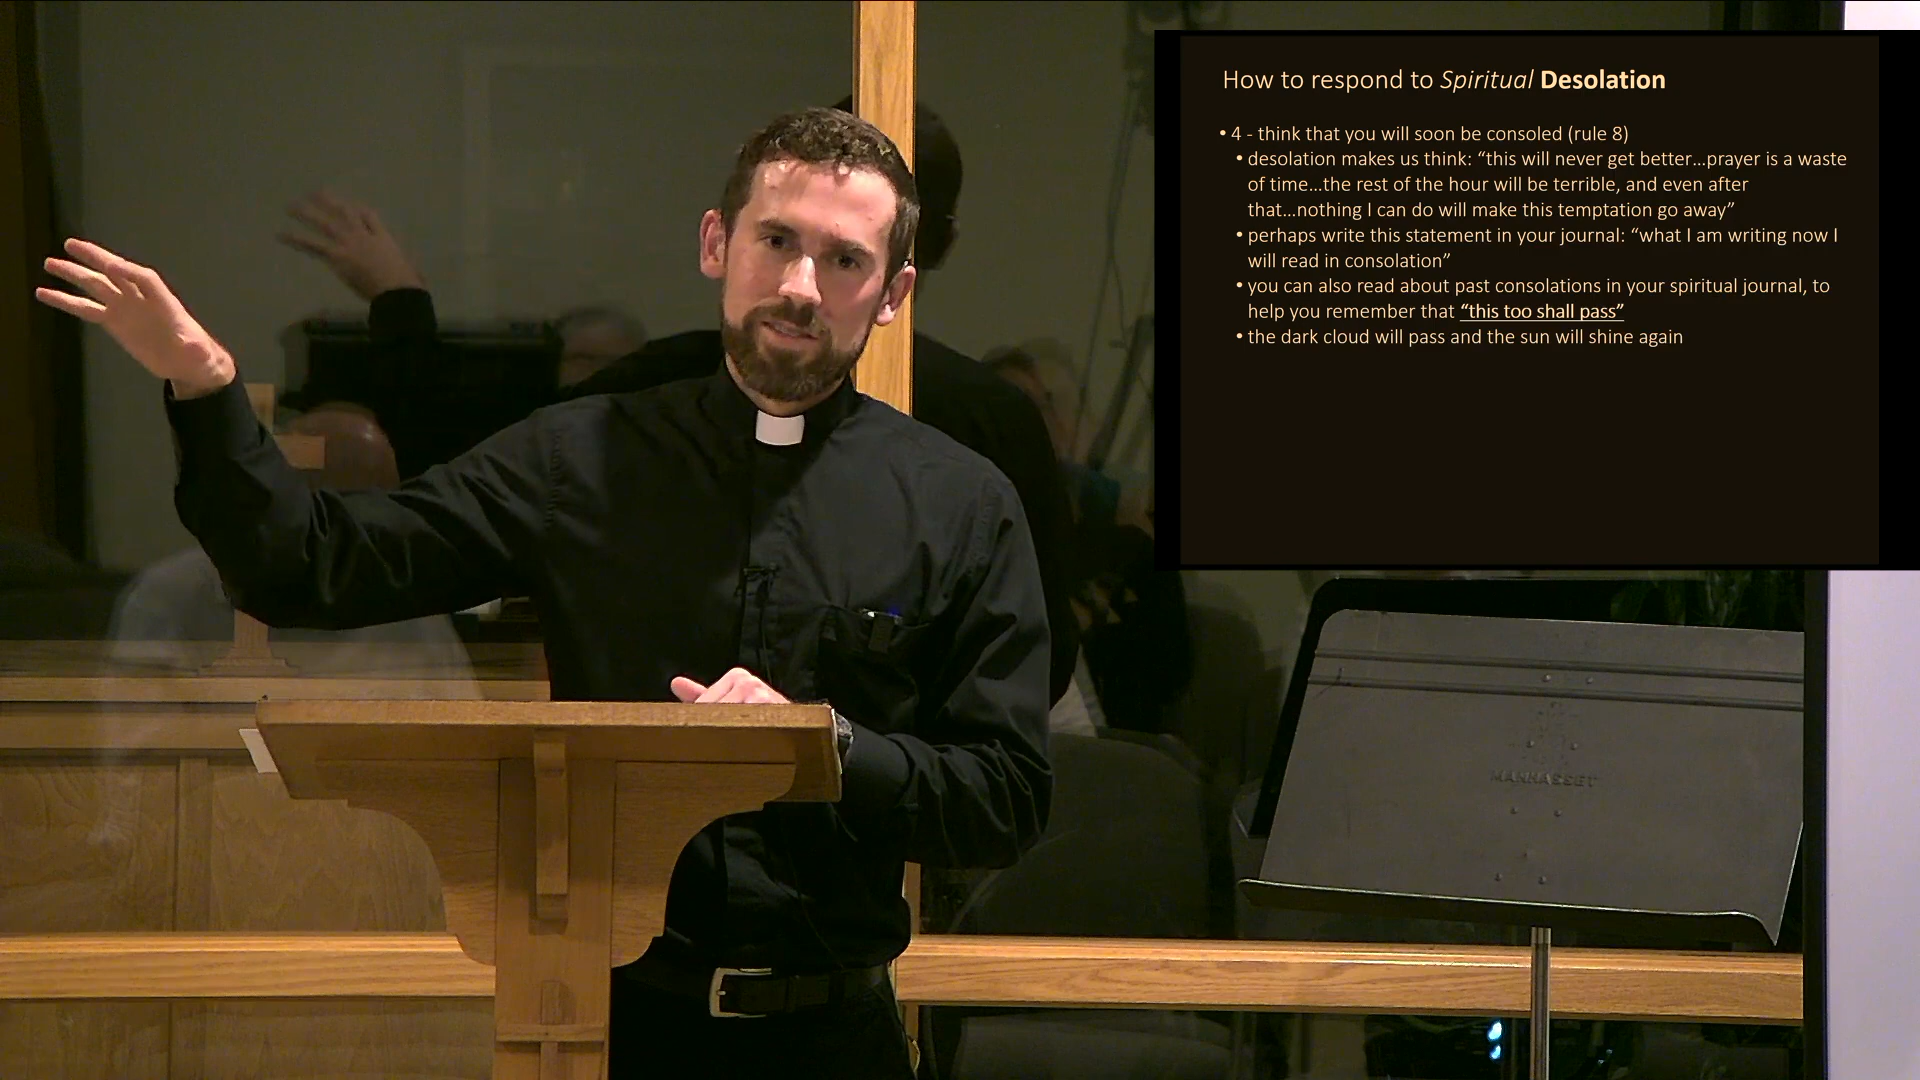 How to respond to Spiritual Desolation
• 4 - think that you will soon be consoled (rule 8)
• desolation makes us think: “this will never get better…prayer is a waste
of time…the rest of the hour will be terrible, and even after
that…nothing I can do will make this temptation go away”
• perhaps write this statement in your journal: “what I am writing now I
will read in consolation”
• you can also read about past consolations in your spiritual journal, to
help you remember that “this too shall pass”
• the dark cloud will pass and the sun will shine again
MANHASSET